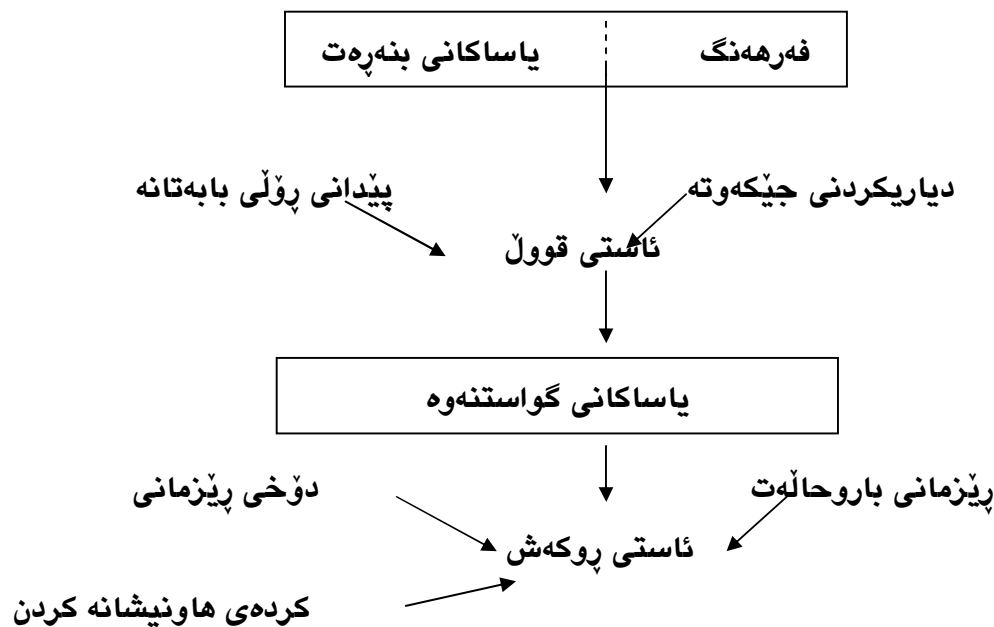 فەرهەنگ یاساکانی بنەڕەت
دیاریکردنی جێکەوتە
پێدانی ڕۆڵی بابەتانە
ئاستی قووڵ
یاساکانی گواستنەوە
ڕێزمانی باروحاڵەت
دۆخی ڕێزمانی
ئاستی ڕوکەش
کردەی هاونیشانە کردن